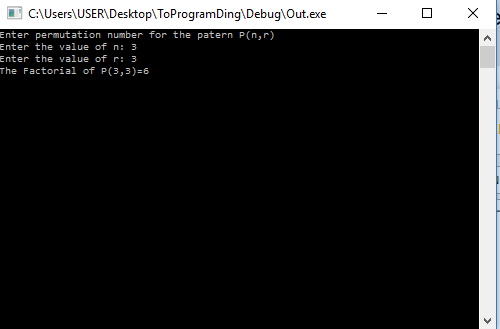 C:\Users\USER\Desktop\ToProgramDing\Debug\Out.exe
Enter permutation number for the patern P(n,r)
Enter the value of n: 3
Enter the value of r: 3
The Factorial of P(3,3)=6